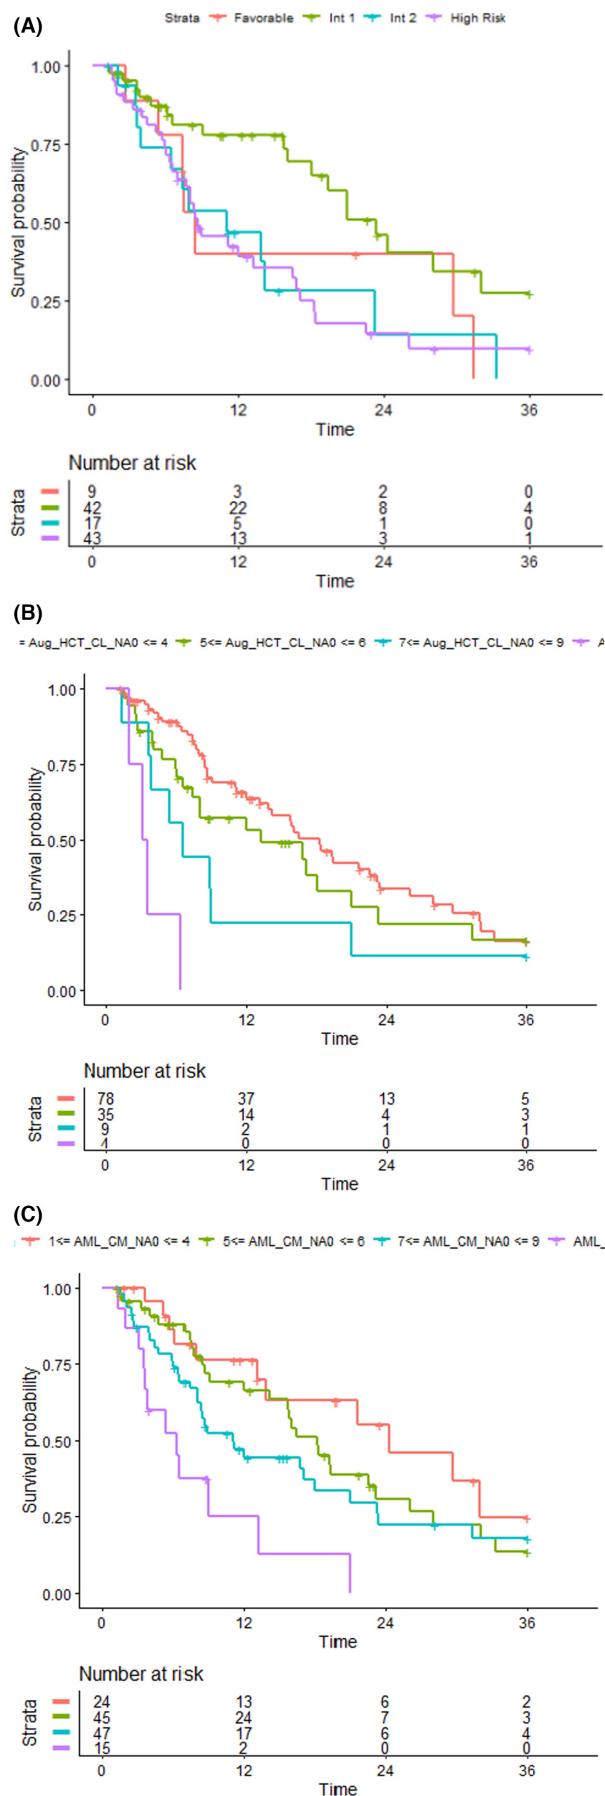 (A)
Strata Favorable Int 1 Int 2 High Risk
1.00
0.75
0.50
0.25
0.00
Survival probability
0 12 24 36
Time
Number at risk
Strata
9 3 2 0
42 22 8 4
17 5 1 0
43 13 3 1
0 12 24 36
Time
(B)
= Aug_HCT_CL_NA0 <= 4 5<= Aug_HCT_CL_NA0 <= 6 7<= Aug_HCT_CL_NA0 <= 9 A
1.00
0.75
0.50
0.25
0.00
Survival probability
0 12 24 36
Time
Number at risk
Strata
78 37 13 5
35 14 4 3
9 2 1 1
4 0 0 0
0 12 24 36
Time
(C)
1<= AML_CM_NA0 <= 4 5<= AML_CM_NA0 <= 6 7<= AML_CM_NA0 <= 9 AML_
1.00
0.75
0.50
0.25
0.00
Survival probability
0 12 24 36
Time
Number at risk
Strata
24 13 6 2
45 24 7 3
47 17 6 4
15 2 0 0
0 12 24 36
Time